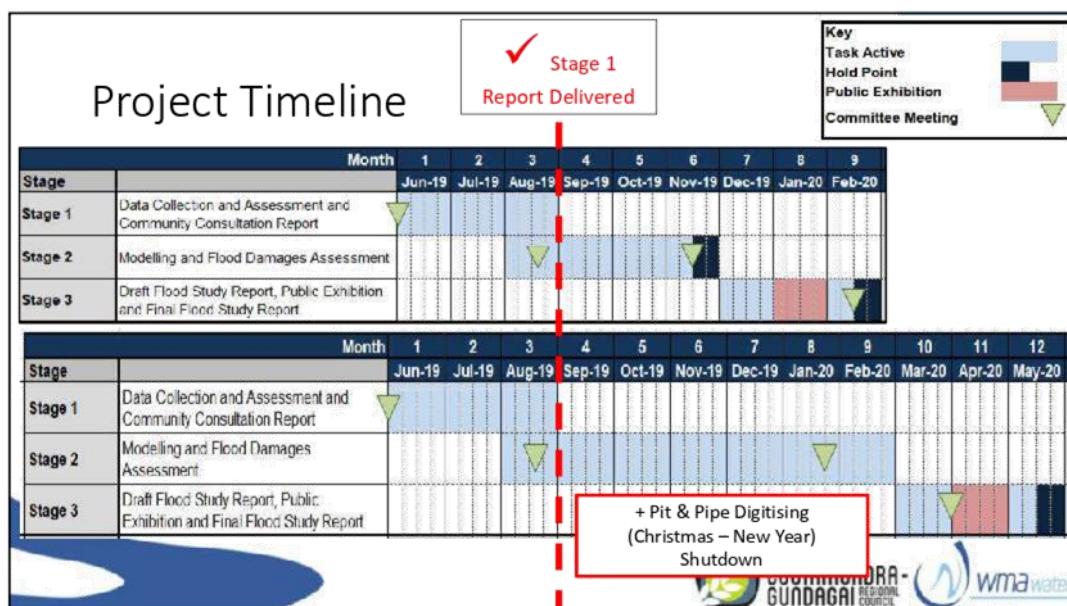 Project Timeline
✓ Stage 1
Report Delivered
Key
Task Active
Hold Point
Public Exhibition
Committee Meeting
Month 1 2 3 4 5 6 7 8 9
Stage Jun-19 Jul-19 Aug-19 Sep-19 Oct-19 Nov-19 Dec-19 Jan-20 Feb-20
Stage 1 Data Collection and Assessment and
Community Consultation Report
Stage 2 Modelling and Flood Damages Assessment
Stage 3 Draft Flood Study Report, Public Exhibition
and Final Flood Study Report
Month 1 2 3 4 5 6 7 8 9 10 11 12
Stage Jun-19 Jul-19 Aug-19 Sep-19 Oct-19 Nov-19 Dec-19 Jan-20 Feb-20 Mar-20 Apr-20 May-20
Stage 1 Data Collection and Assessment and
Community Consultation Report
Stage 2 Modelling and Flood Damages
Assessment
Stage 3 Draft Flood Study Report, Public
Exhibition and Final Flood Study Report
+ Pit & Pipe Digitising
(Christmas – New Year)
Shutdown
GUNDAGAI REGIONAL
COUNCIL
wmawater